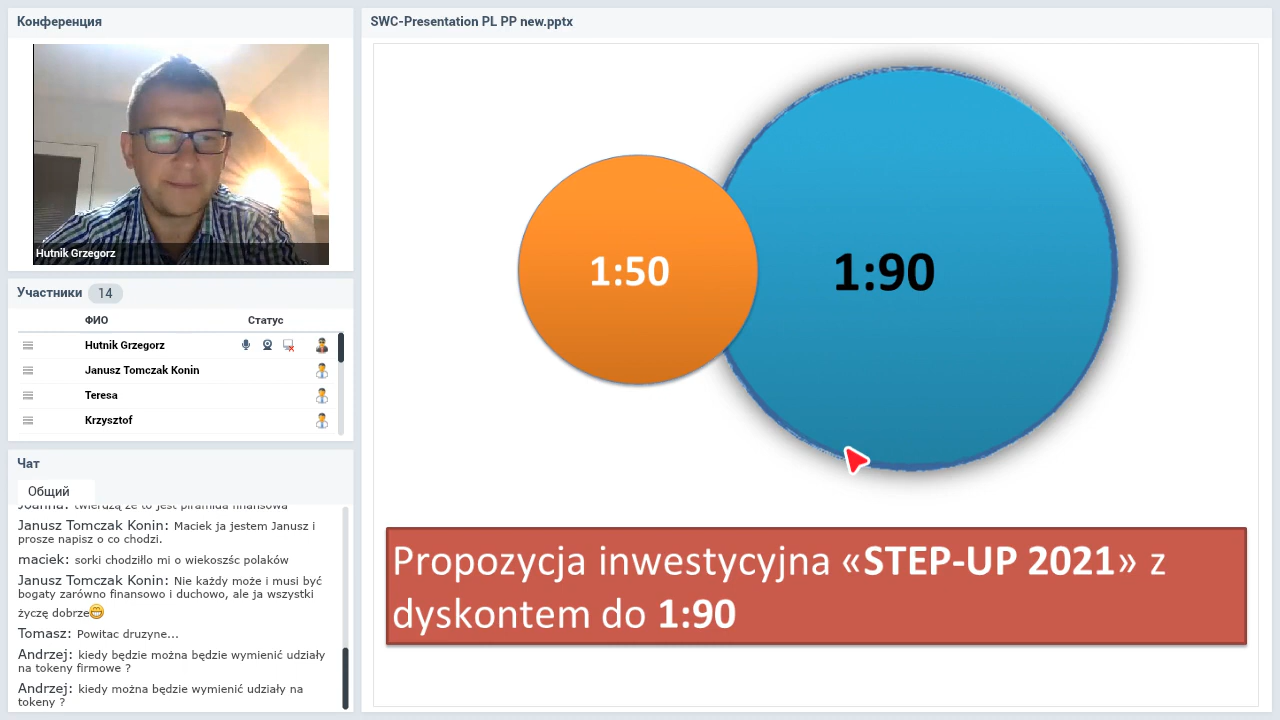 Конференция
Hutnik Grzegorz
Участники 14
ФИО Статус
Hutnik Grzegorz
Janusz Tomczak Konin
Teresa
Krzysztof
Чат
Общий
Joanna: twierdzą że to jest piramida finansowa
Janusz Tomczak Konin: Maciek ja jestem Janusz i
prosze napisz o co chodzi.
maciek: sorki chodziłło mi o wiekoszśc polaków
Janusz Tomczak Konin: Nie każdy może i musi być
bogaty zarówno finansowo i duchowo, ale ja wszystki
życzę dobrze
Tomasz: Powitac druzyne...
Andrzej: kiedy będzie można będzie wymienić udziały
na tokeny firmowe ?
Andrzej: kiedy można będzie wymienić udziały na
tokeny ?
SWC-Presentation PL PP new.pptx
1:50
1:90
Propozycja inwestycyjna «STEP-UP 2021» z
dyskontem do 1:90